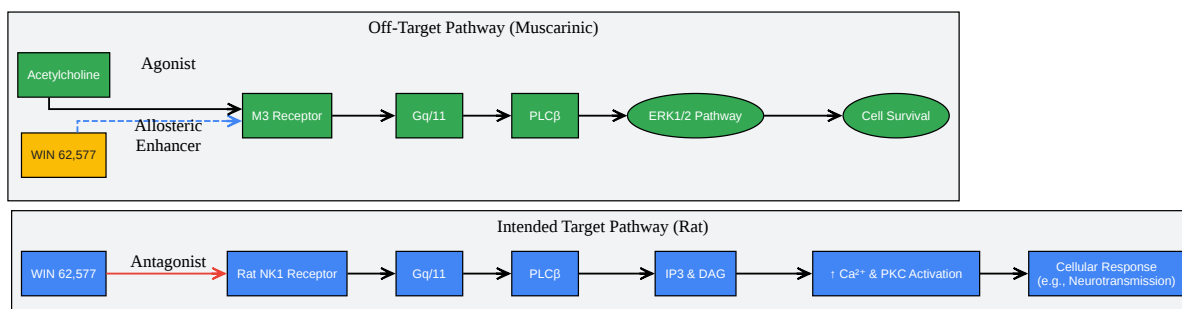 Off-Target Pathway (Muscarinic)
Acetylcholine
Agonist
M3 Receptor
Gq/11
PLCβ
ERK1/2 Pathway
Cell Survival
Allosteric
Enhancer
WIN 62,577
Intended Target Pathway (Rat)
WIN 62,577
Antagonist
Rat NK1 Receptor
Gq/11
PLCβ
IP3 & DAG
↑ Ca²⁺ & PKC Activation
Cellular Response
(e.g., Neurotransmission)